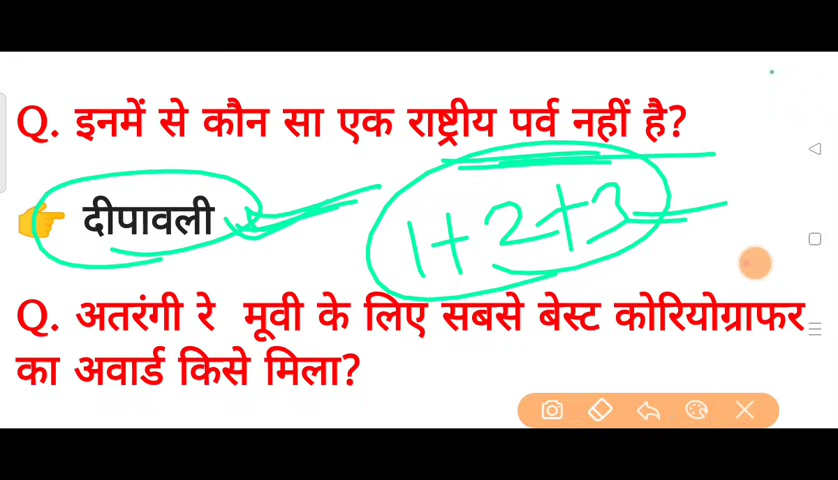 Q. इनमें से कौन सा एक राष्ट्रीय पर्व नहीं है?
👉 दीपावली
1+2+3
Q. अतरंगी रे मूवी के लिए सबसे बेस्ट कोरियोग्राफर
का अवार्ड किसे मिला?